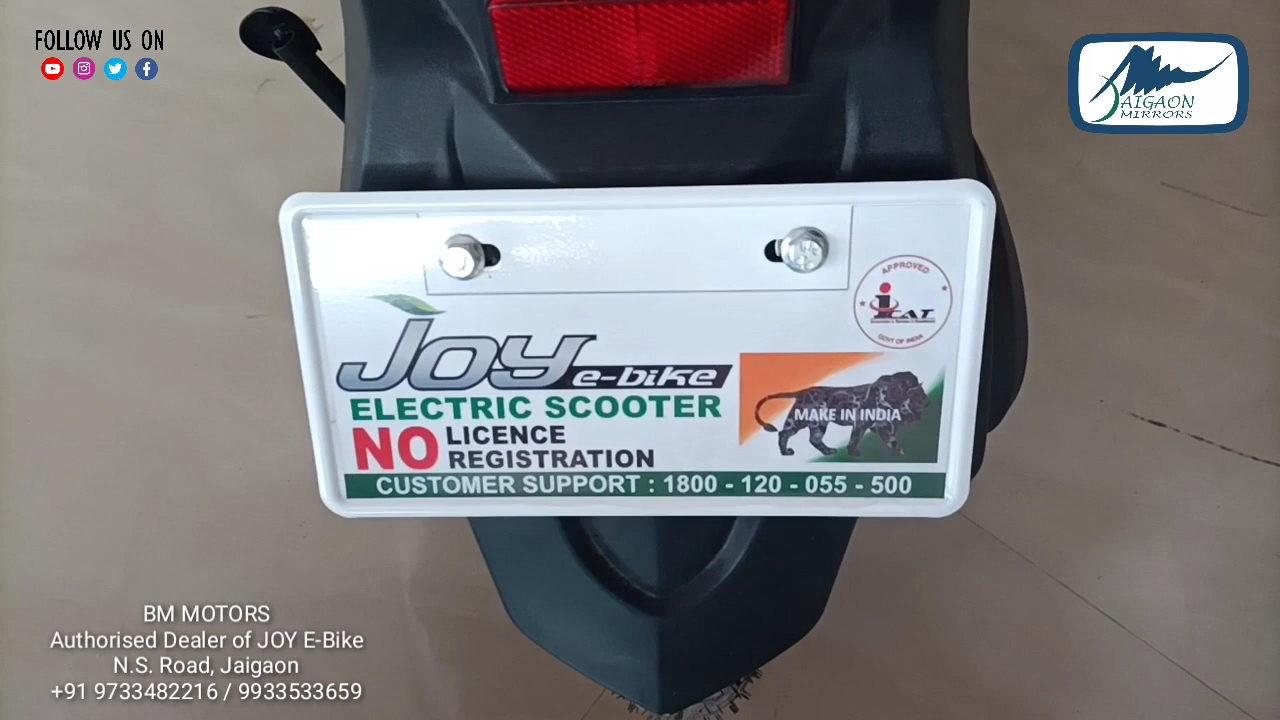 FOLLOW US ON
JAIGAON
MIRRORS
APPROVED
iCAT
GOVT OF INDIA
Joy e-bike
ELECTRIC SCOOTER
MAKE IN INDIA
NO LICENCE
REGISTRATION
CUSTOMER SUPPORT : 1800 - 120 - 055 - 500
BM MOTORS
Authorised Dealer of JOY E-Bike
N.S. Road, Jaigaon
+91 9733482216 / 9933533659